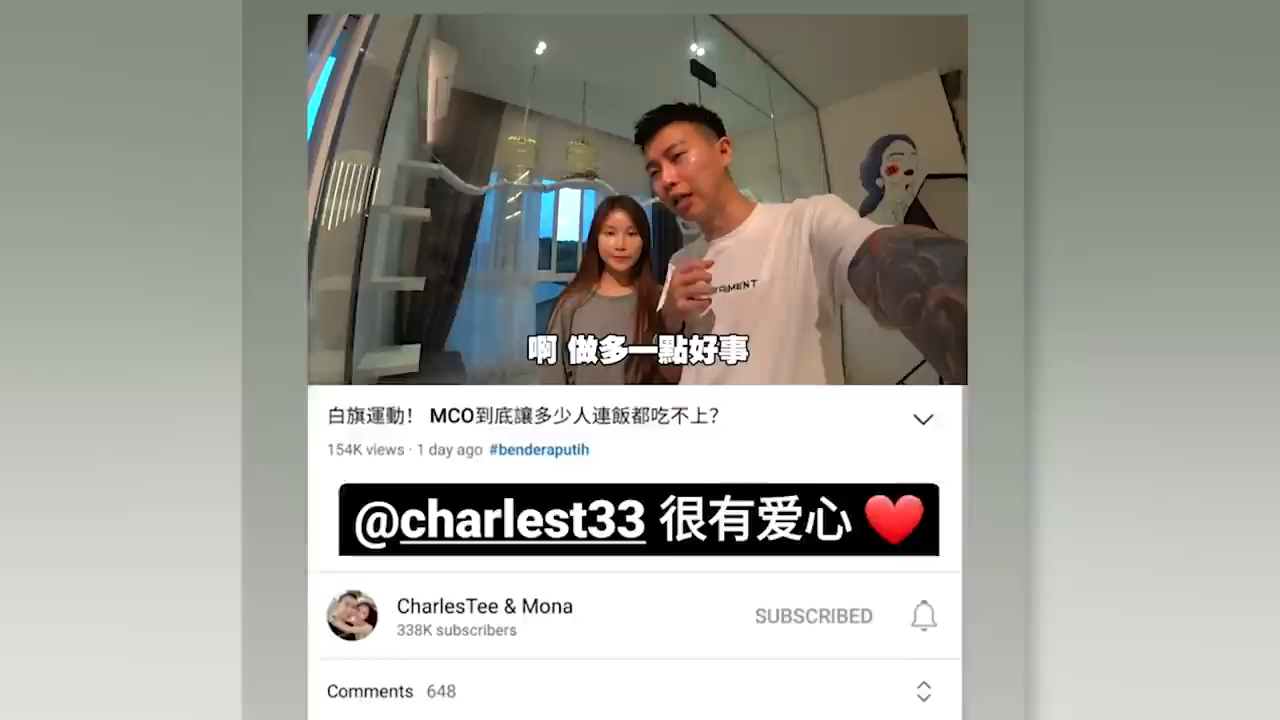 啊 做多一點好事
白旗運動! MCO到底讓多少人連飯都吃不上?
154K views · 1 day ago #benderaputih
@charlest33 很有爱心 ❤️
CharlesTee & Mona
SUBSCRIBED
338K subscribers
Comments 648